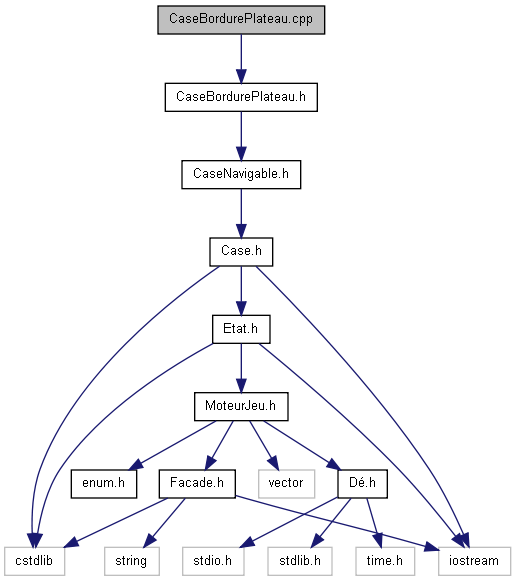 CaseBordurePlateau.cpp
CaseBordurePlateau.h
CaseNavigable.h
Case.h
Etat.h
MoteurJeu.h
enum.h
Facade.h
vector
Dé.h
cstdlib
string
stdio.h
stdlib.h
time.h
iostream